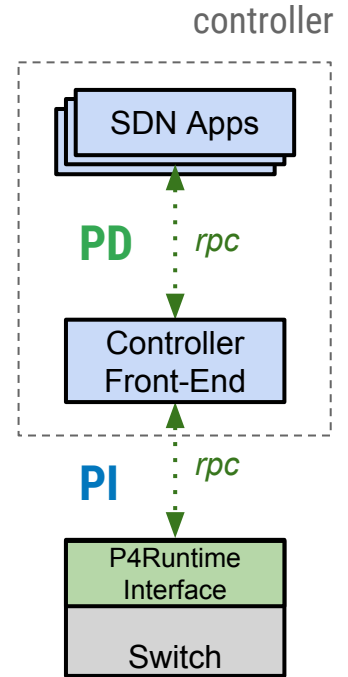 controller
SDN Apps
PD
rpc
Controller
Front-End
PI
rpc
P4Runtime
Interface
Switch